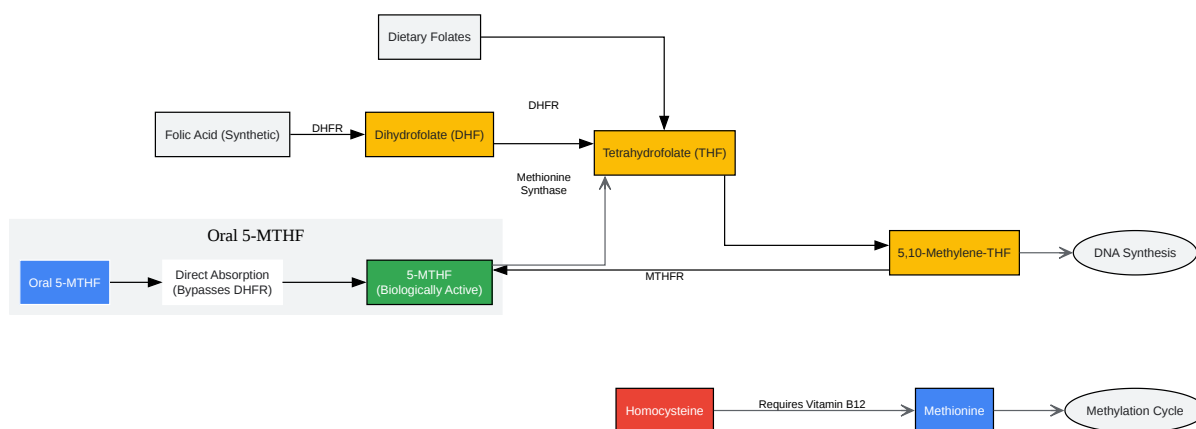 Dietary Folates
DHFR
Folic Acid (Synthetic)
DHFR
Dihydrofolate (DHF)
Tetrahydrofolate (THF)
Methionine
Synthase
Oral 5-MTHF
Oral 5-MTHF
Direct Absorption
(Bypasses DHFR)
5-MTHF
(Biologically Active)
MTHFR
5,10-Methylene-THF
DNA Synthesis
Homocysteine
Requires Vitamin B12
Methionine
Methylation Cycle